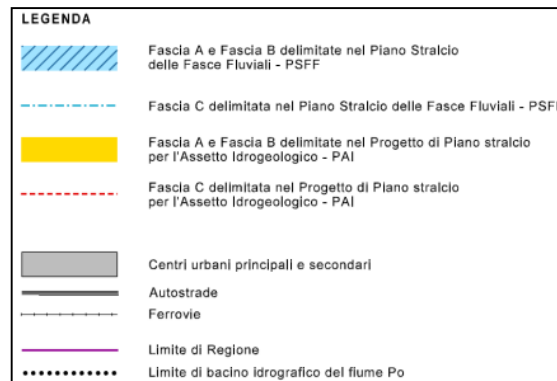 LEGENDA
Fascia A e Fascia B delimitate nel Piano Stralcio
delle Fasce Fluviali - PSFF
Fascia C delimitata nel Piano Stralcio delle Fasce Fluviali - PSFF
Fascia A e Fascia B delimitate nel Progetto di Piano stralcio
per l'Assetto Idrogeologico - PAI
Fascia C delimitata nel Progetto di Piano stralcio
per l'Assetto Idrogeologico - PAI
Centri urbani principali e secondari
Autostrade
Ferrovie
Limite di Regione
Limite di bacino idrografico del fiume Po